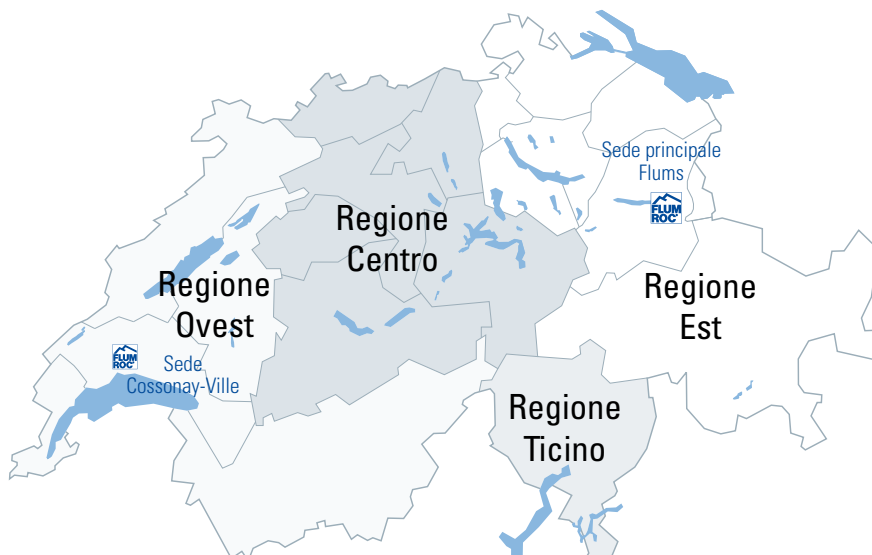 Sede principale
Flums
FLUM
ROC®
Regione
Centro
Regione
Ovest
Regione
Est
FLUM
ROC®
Sede
Cossonay-Ville
Regione
Ticino